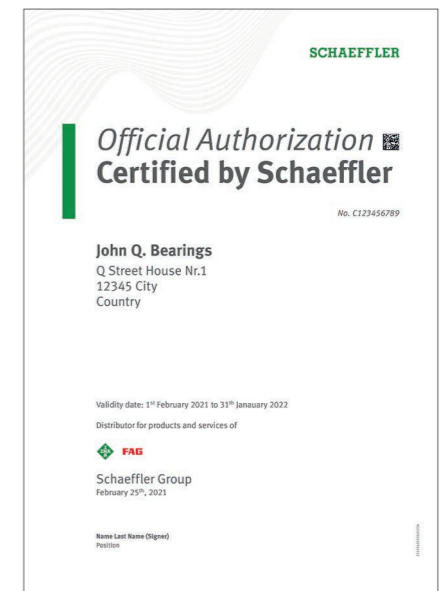 SCHAEFFLER
Official Authorization
Certified by Schaeffler
No. C123456789
John Q. Bearings
Q Street House Nr.1
12345 City
Country
Validity date: 1st February 2021 to 31th Janauary 2022
Distributor for products and services of
INA FAG
Schaeffler Group
February 25th, 2021
Name Last Name (Signer)
Position